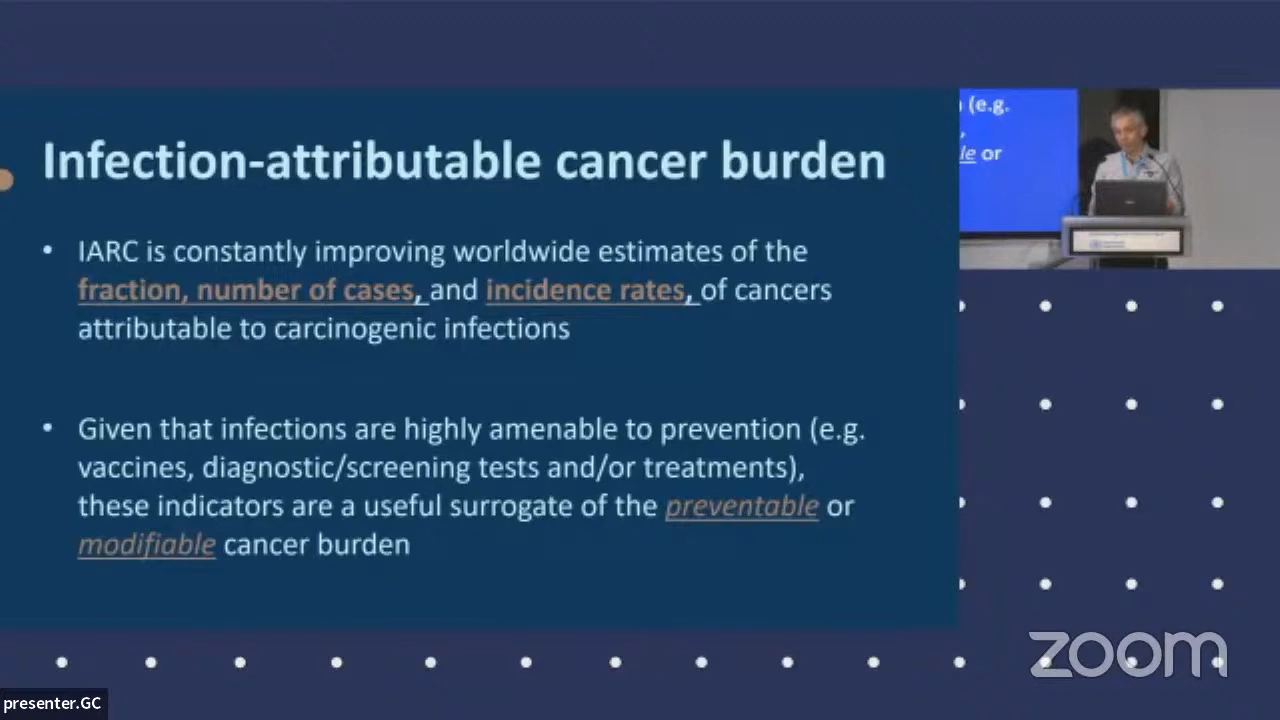 Infection-attributable cancer burden
• IARC is constantly improving worldwide estimates of the
fraction, number of cases, and incidence rates, of cancers
attributable to carcinogenic infections
• Given that infections are highly amenable to prevention (e.g.
vaccines, diagnostic/screening tests and/or treatments),
these indicators are a useful surrogate of the preventable or
modifiable cancer burden
(e.g.
le or
zoom
presenter.GC